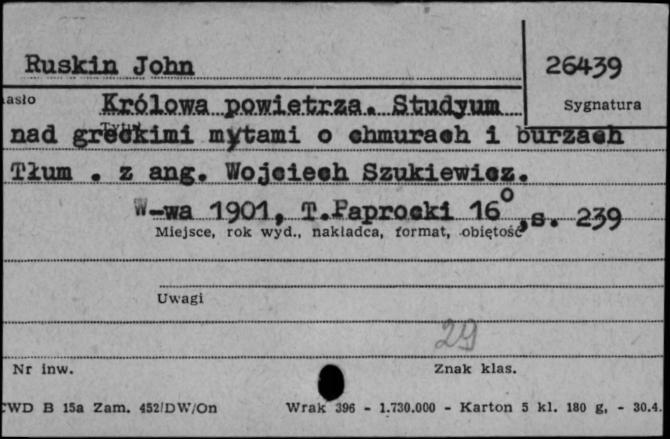 Ruskin John
26439
asło
Sygnatura
Królowa powietrza. Studyum
nad greckimi mytami o chmurach i burzach
Tłum . z ang. Wojciech Szukiewicz.
W-wa 1901, T.Paprocki 16°, s. 239
Miejsce, rok wyd., nakładca, format, objętość
Uwagi
29
Nr inw.
Znak klas.
CWD B 15a Zam. 452/DW/On Wrak 396 - 1.730.000 - Karton 5 kl. 180 g, - 30.4.